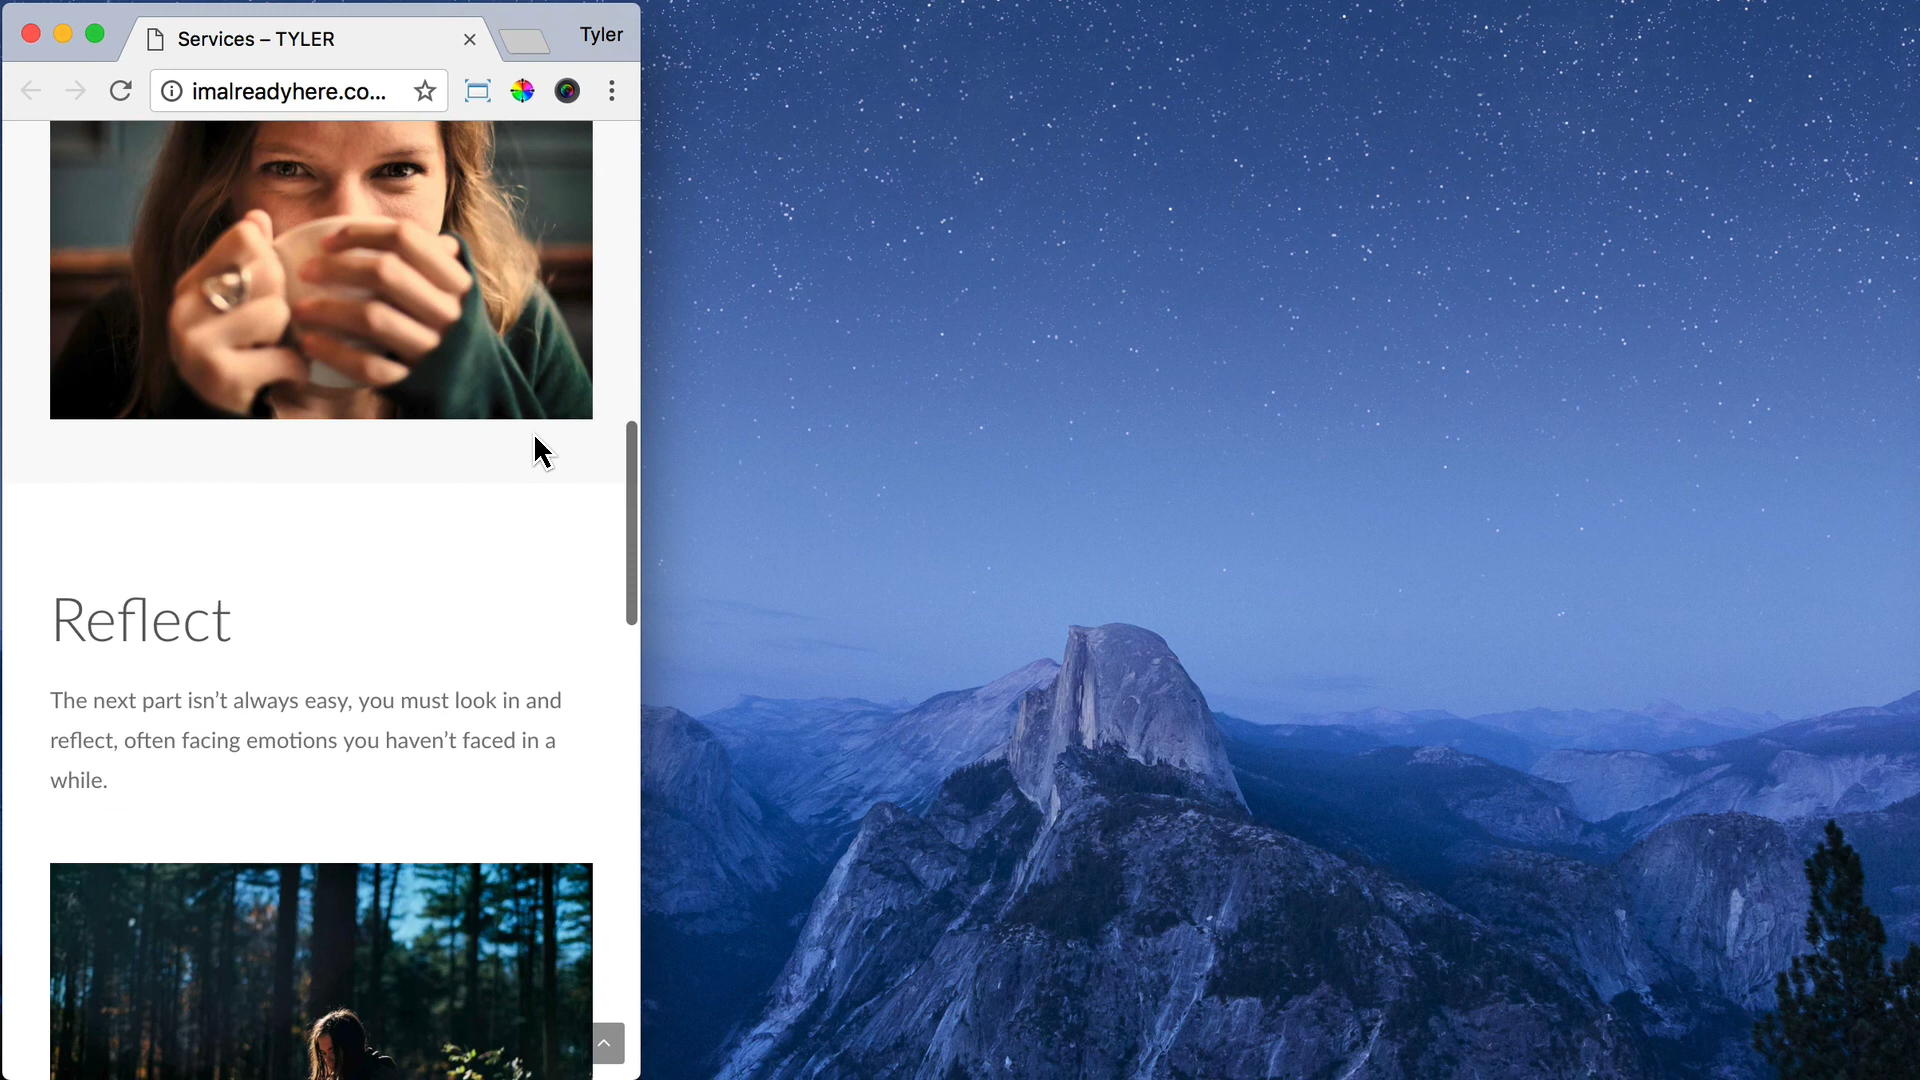 Services – TYLER
Tyler
imalreadyhere.co...
Reflect
The next part isn’t always easy, you must look in and
reflect, often facing emotions you haven’t faced in a
while.